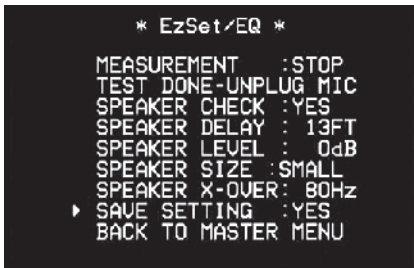 * EzSet/EQ *
MEASUREMENT :STOP
TEST DONE-UNPLUG MIC
SPEAKER CHECK :YES
SPEAKER DELAY : 13FT
SPEAKER LEVEL : 0dB
SPEAKER SIZE :SMALL
SPEAKER X-OVER: 80Hz
SAVE SETTING :YES
BACK TO MASTER MENU